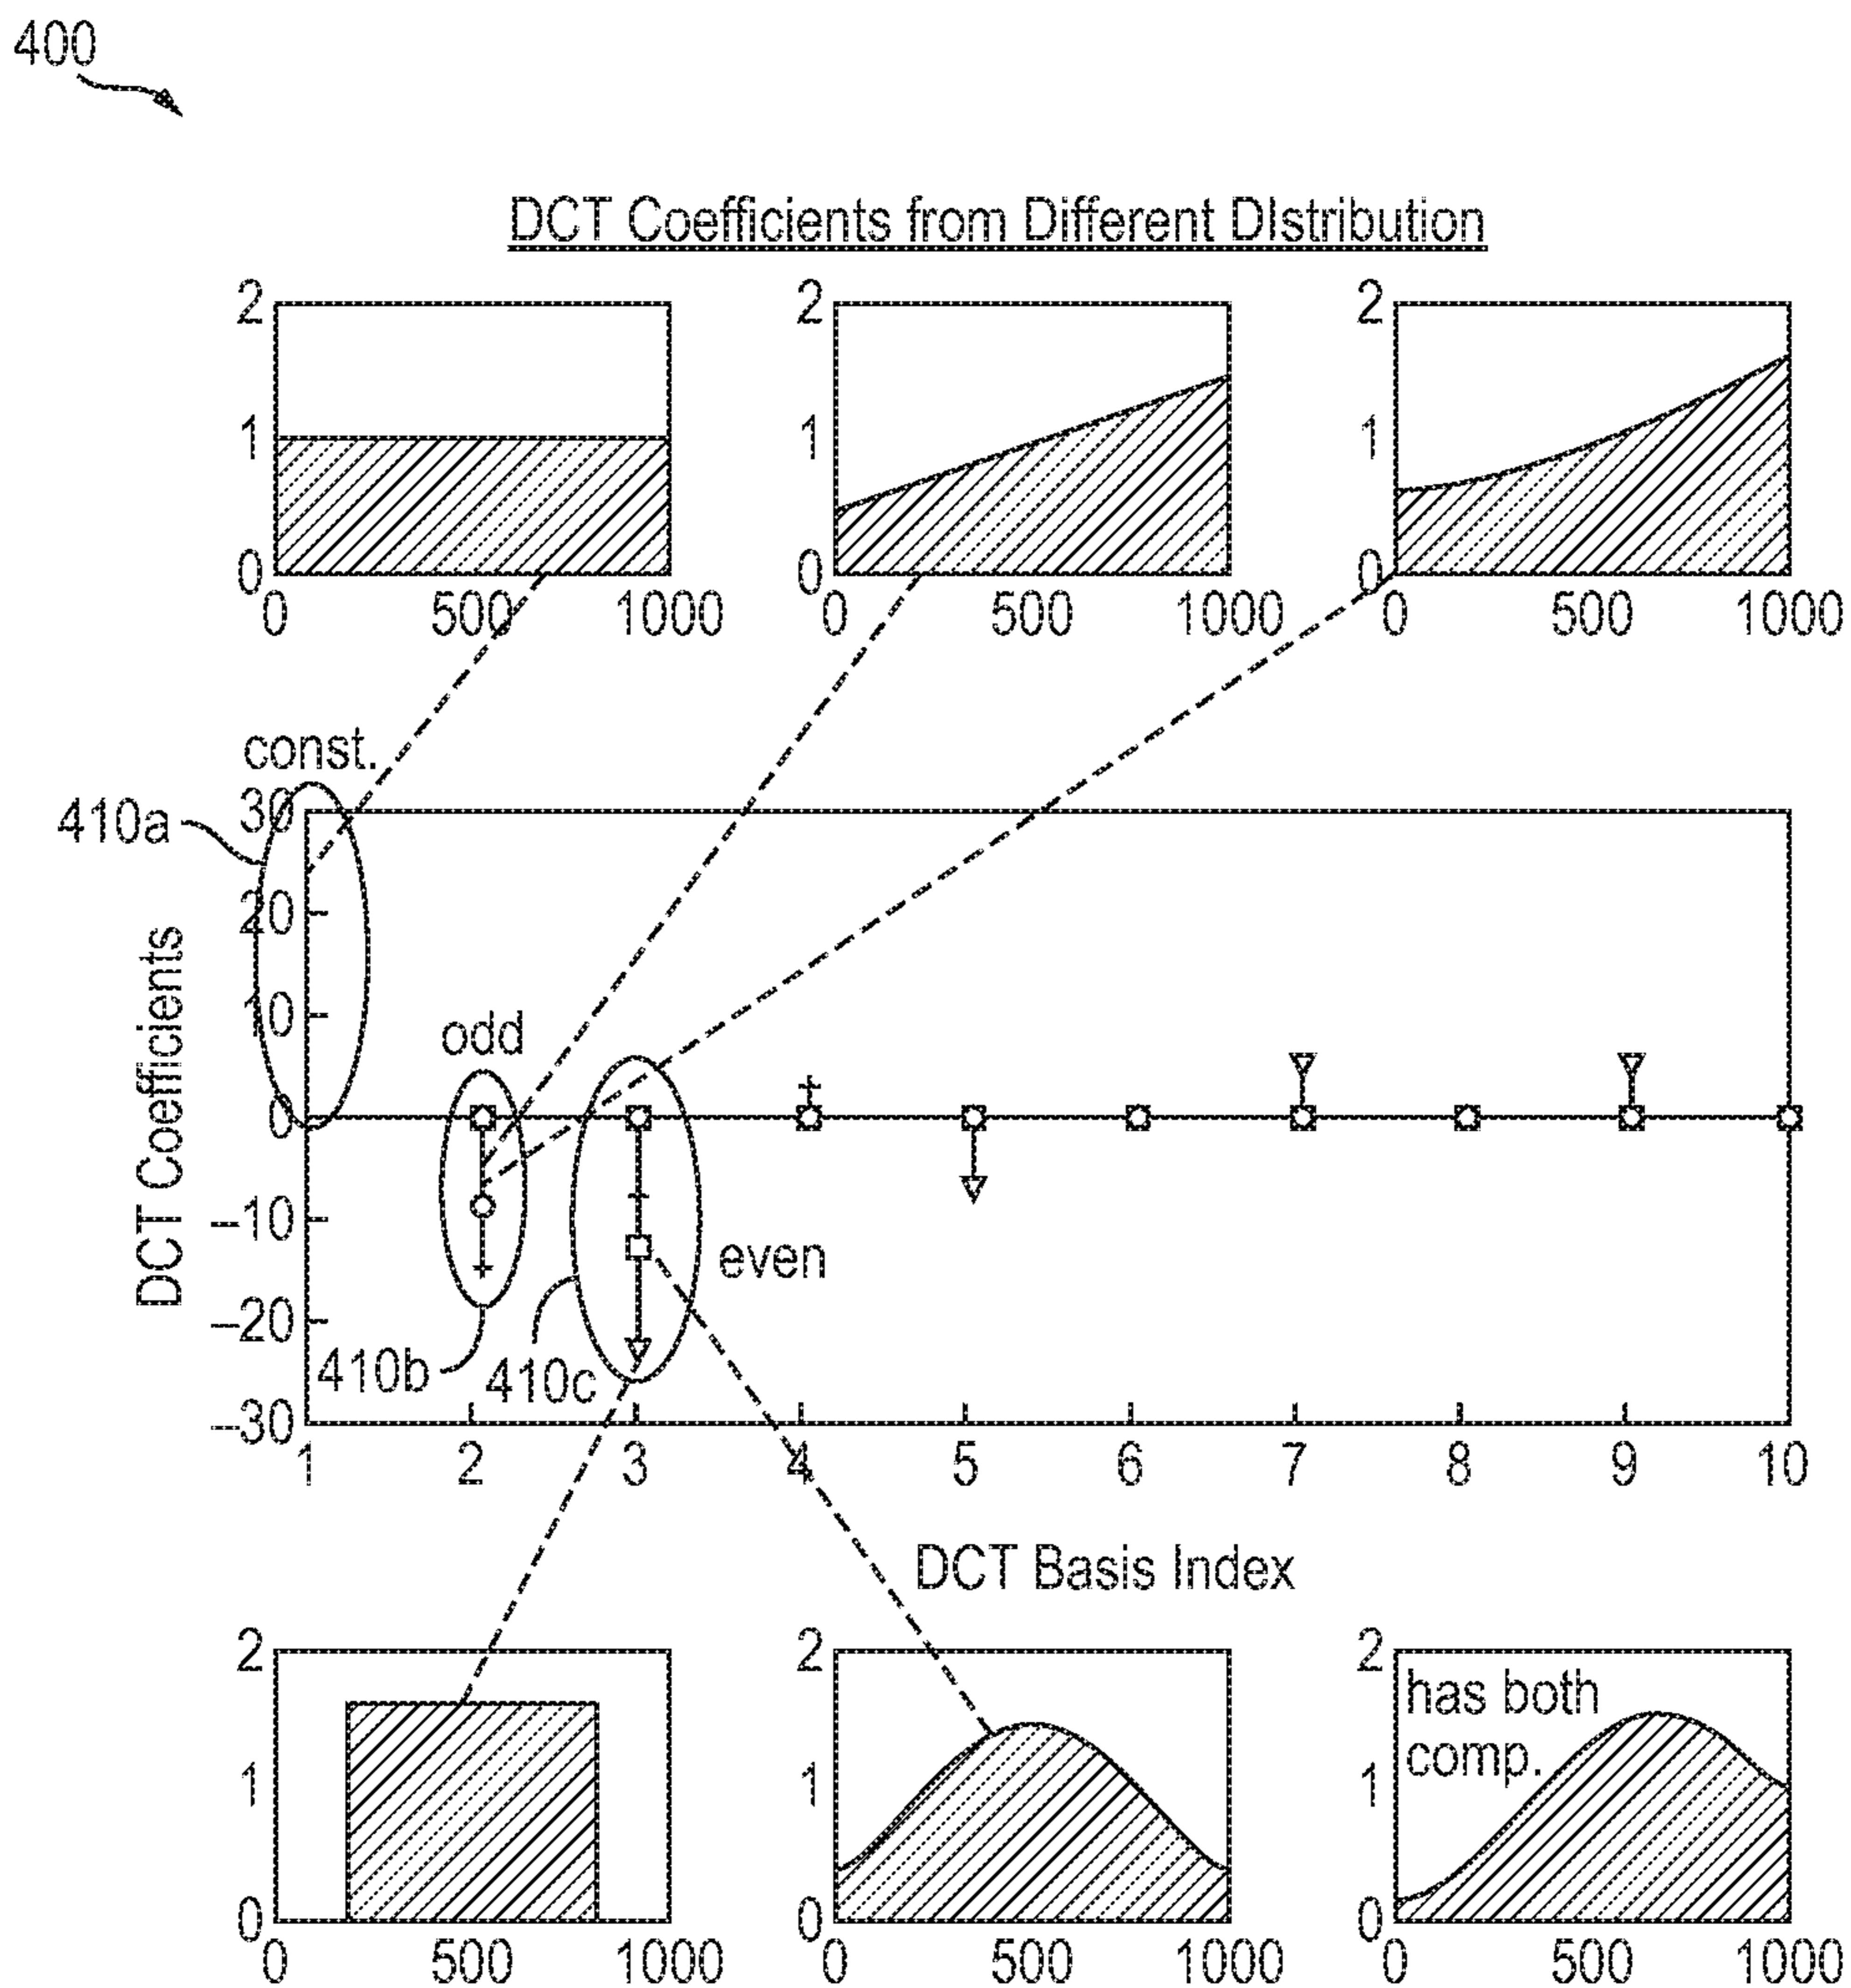 400
DCT Coefficients from Different DIstribution
2 2 2
1 1 1
0 0 0
0 500 1000 0 500 1000 0 500 1000
const.
410a
30
20
10
0
–10
–20
–30
DCT Coefficients
odd
even
410b 410c
1 2 3 4 5 6 7 8 9 10
DCT Basis Index
2 2 2
has both
comp.
1 1 1
0 0 0
0 500 1000 0 500 1000 0 500 1000